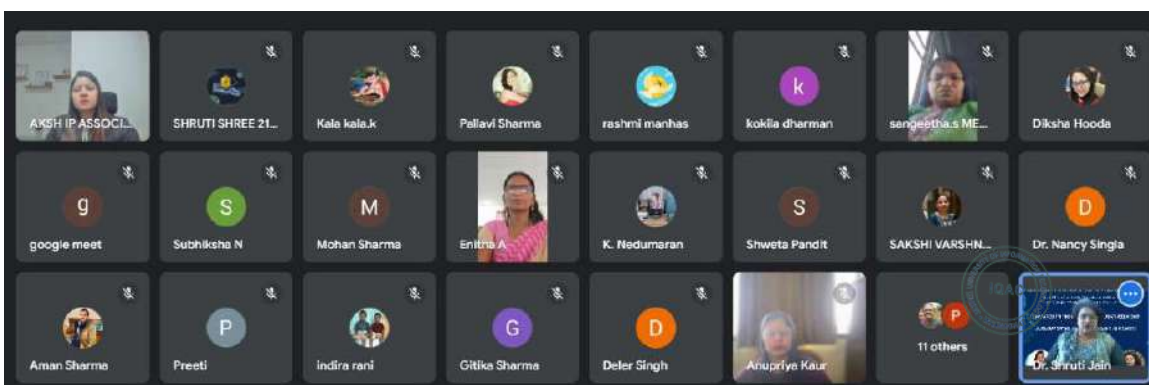 AKSH IP ASSOCI...
SHRUTI SHREE 21...
Kala kala.k
Pallavi Sharma
rashmi manhas
k
kokila dharman
sangeetha.s ME...
Diksha Hooda
g
google meet
S
Subhiksha N
M
Mohan Sharma
Enitha A
K. Nedumaran
S
Shweta Pandit
SAKSHI VARSHN...
D
Dr. Nancy Singla
Aman Sharma
P
Preeti
indira rani
G
Gitika Sharma
D
Deler Singh
Anupriya Kaur
P
11 others
IQAC
Dr. Shruti Jain